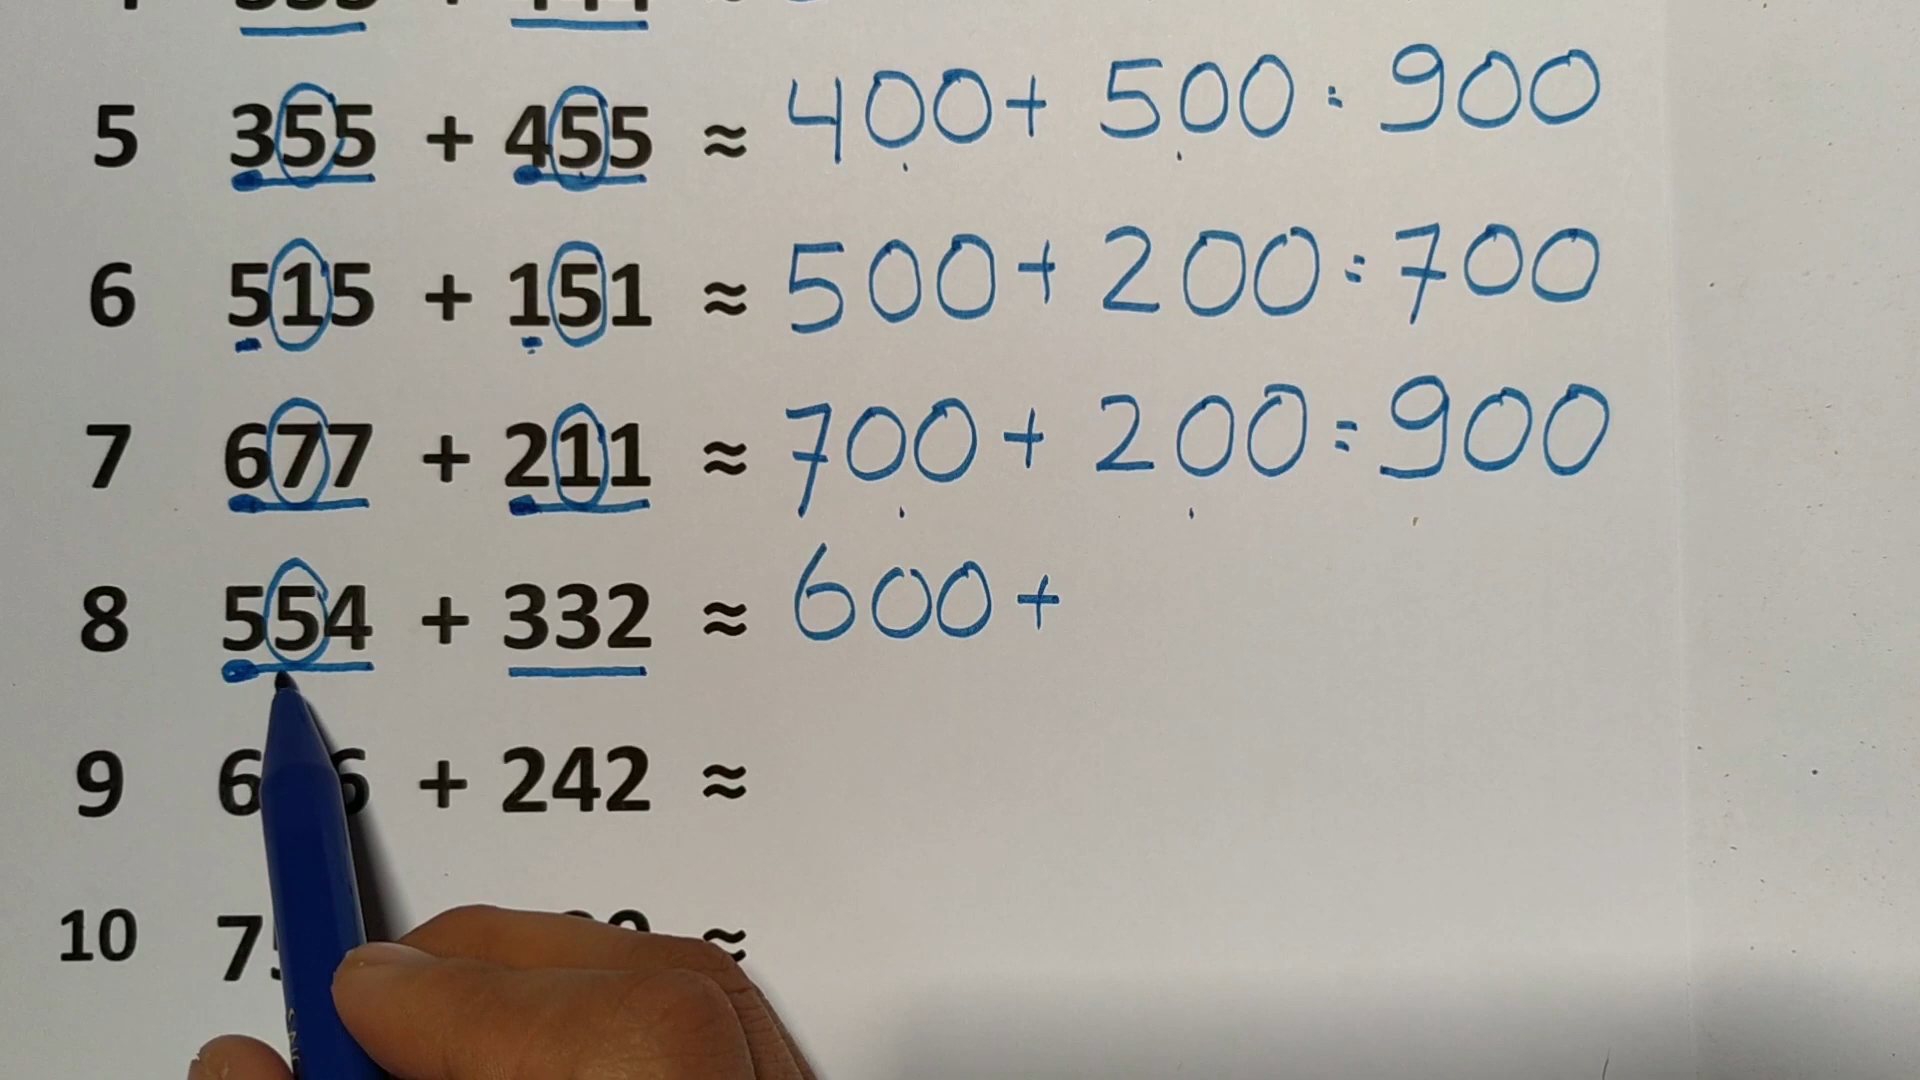 5 355 + 455 ≈ 400 + 500 = 900
6 515 + 151 ≈ 500 + 200 = 700
7 677 + 211 ≈ 700 + 200 = 900
8 554 + 332 ≈ 600 +
9 + 242 ≈
10 ≈